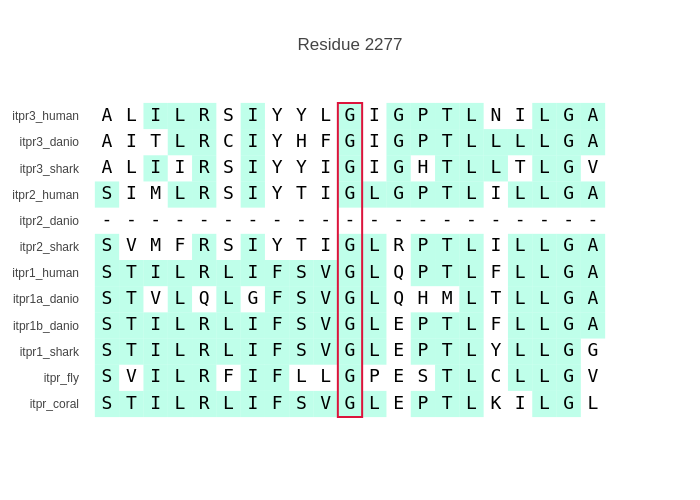 Residue 2277
itpr3_human A L I L R S I Y Y L G I G P T L N I L G A
itpr3_danio A I T L R C I Y H F G I G P T L L L L G A
itpr3_shark A L I I R S I Y Y I G I G H T L L T L G V
itpr2_human S I M L R S I Y T I G L G P T L I L L G A
itpr2_danio - - - - - - - - - - - - - - - - - - - - -
itpr2_shark S V M F R S I Y T I G L R P T L I L L G A
itpr1_human S T I L R L I F S V G L Q P T L F L L G A
itpr1a_danio S T V L Q L G F S V G L Q H M L T L L G A
itpr1b_danio S T I L R L I F S V G L E P T L F L L G A
itpr1_shark S T I L R L I F S V G L E P T L Y L L G G
itpr_fly S V I L R F I F L L G P E S T L C L L G V
itpr_coral S T I L R L I F S V G L E P T L K I L G L